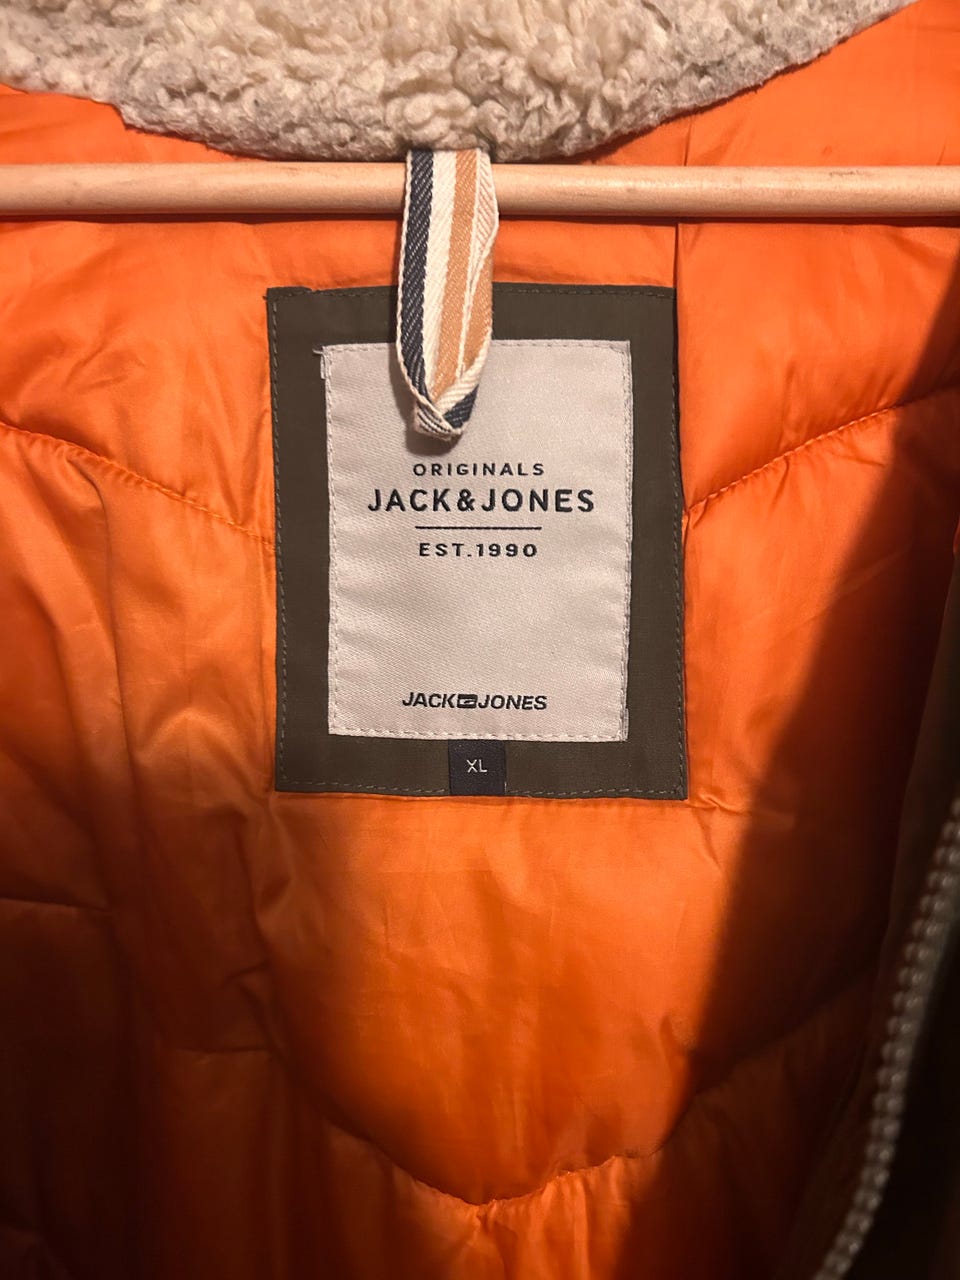 ORIGINALS
JACK&JONES
EST.1990
JACK JONES
XL